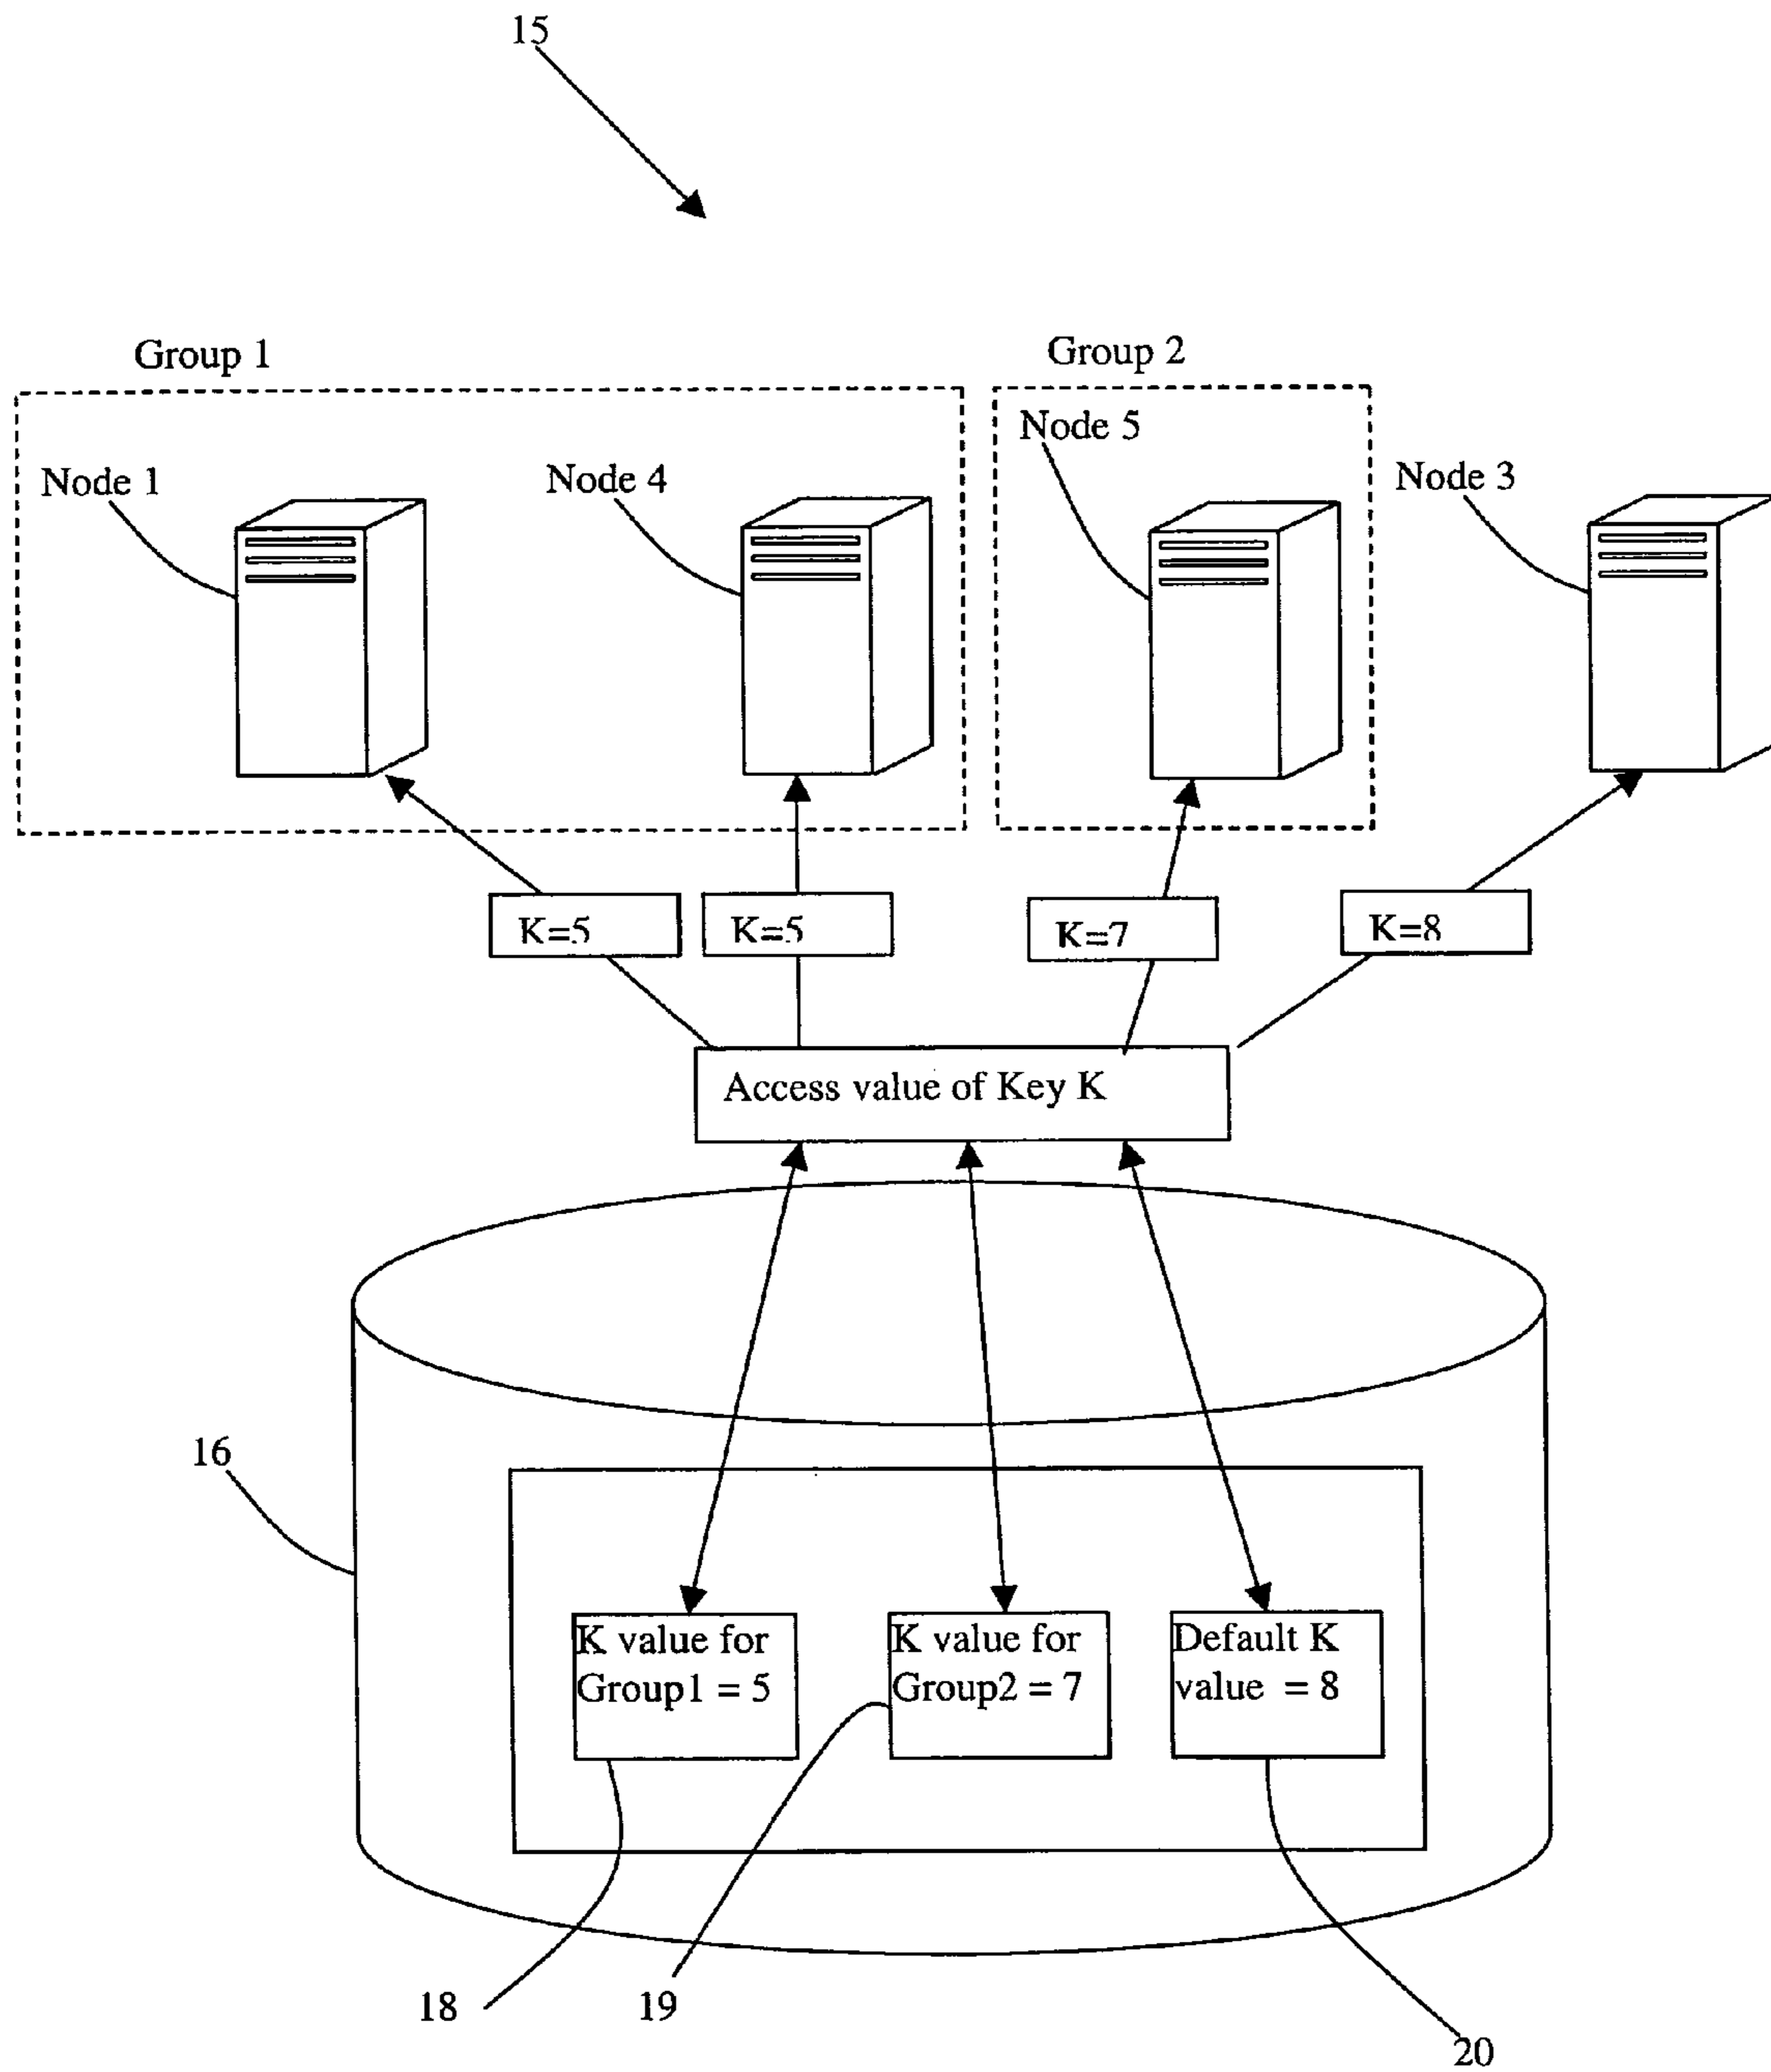 15
Group 1
Group 2
Node 1
Node 4
Node 5
Node 3
K=5
K=5
K=7
K=8
Access value of Key K
16
K value for
Group1 = 5
K value for
Group2 = 7
Default K
value = 8
18
19
20